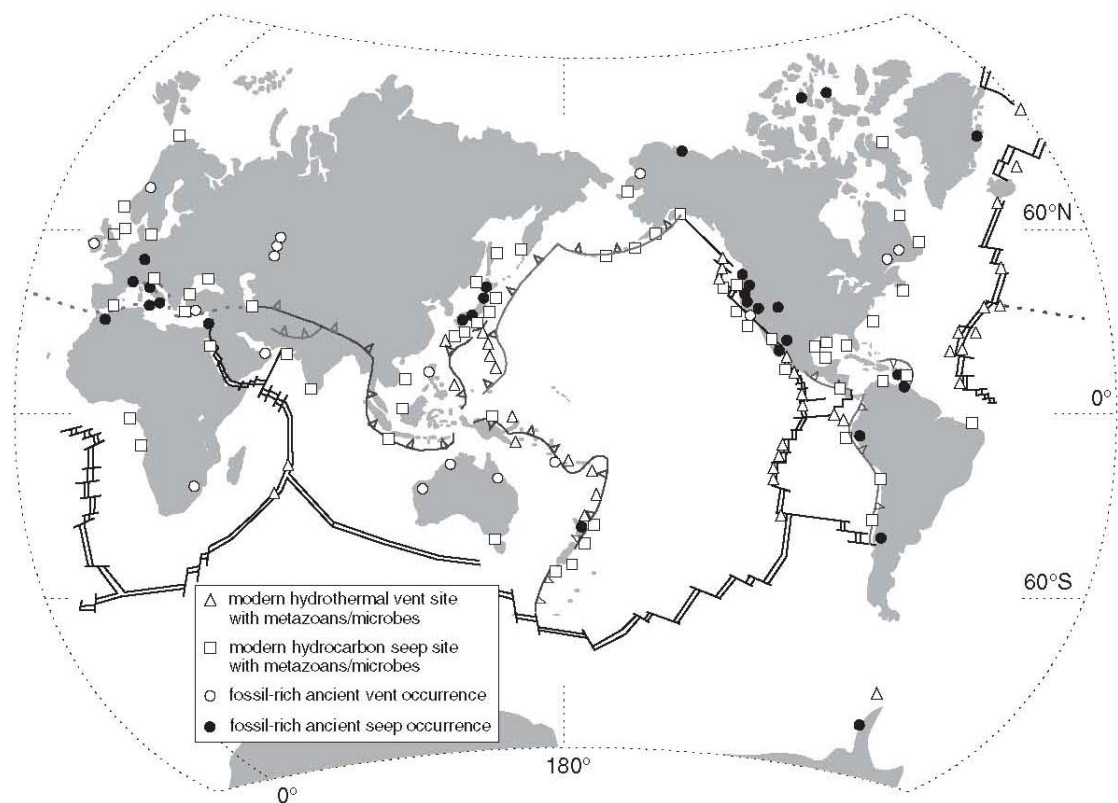 60°N
0°
60°S
modern hydrothermal vent site
with metazoans/microbes
modern hydrocarbon seep site
with metazoans/microbes
fossil-rich ancient vent occurrence
fossil-rich ancient seep occurrence
180°
0°